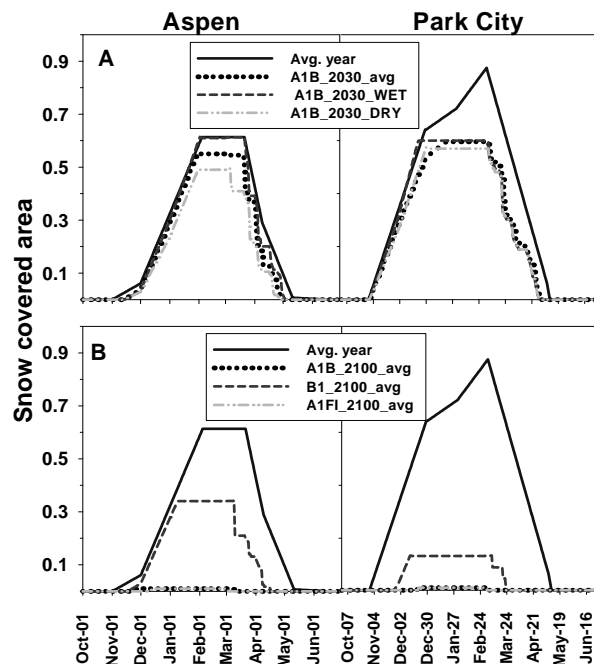 Aspen
Park City
Snow covered area
A
Avg. year
A1B_2030_avg
A1B_2030_WET
A1B_2030_DRY
0.9
0.7
0.5
0.3
0.1
B
Avg. year
A1B_2100_avg
B1_2100_avg
A1FI_2100_avg
0.9
0.7
0.5
0.3
0.1
Oct-01
Nov-01
Dec-01
Jan-01
Feb-01
Mar-01
Apr-01
May-01
Jun-01
Oct-07
Nov-04
Dec-02
Dec-30
Jan-27
Feb-24
Mar-24
Apr-21
May-19
Jun-16